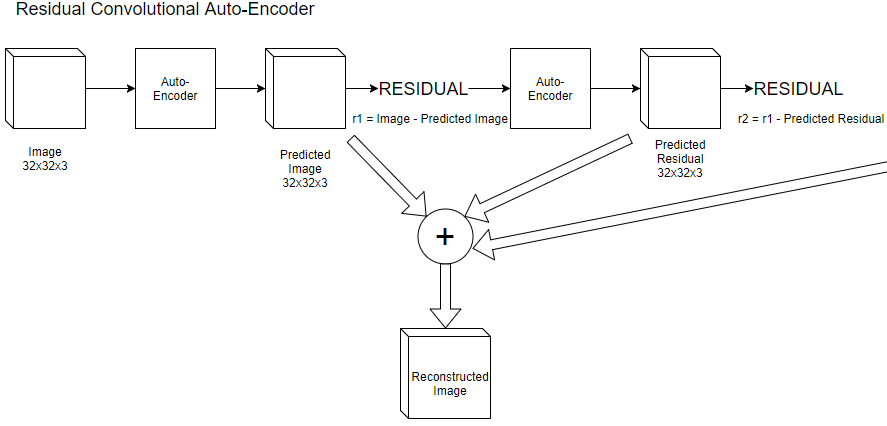 Residual Convolutional Auto-Encoder
Auto-
Encoder
RESIDUAL
Auto-
Encoder
RESIDUAL
r1 = Image - Predicted Image
r2 = r1 - Predicted Residual
Image
32x32x3
Predicted
Image
32x32x3
Predicted
Residual
32x32x3
+
Reconstructed
Image